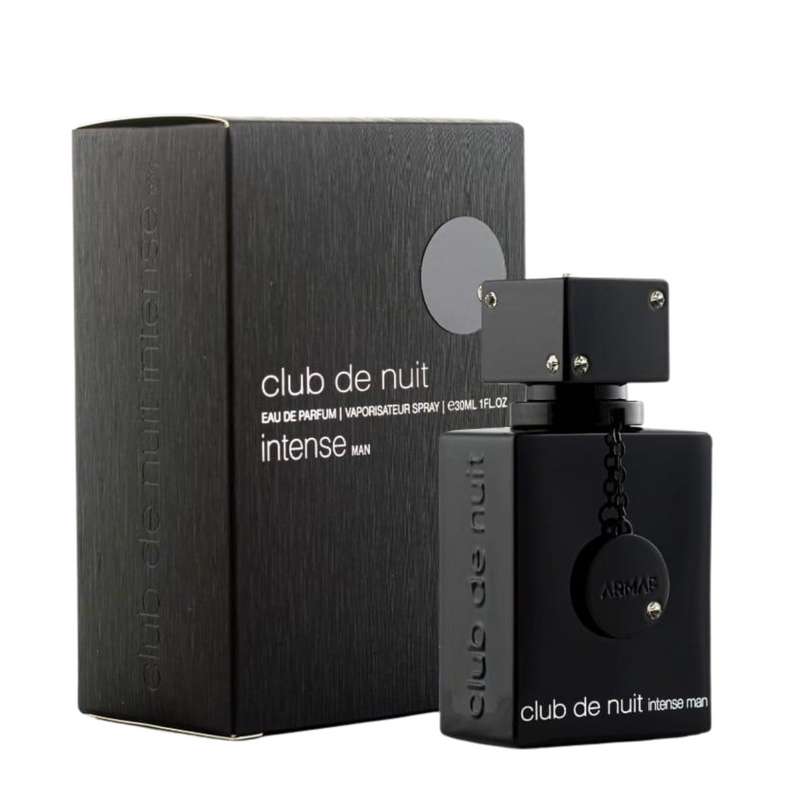 club de nuit intense
club de nuit
EAU DE PARFUM | VAPORISATEUR SPRAY | ℮30ML 1FL.OZ
intense MAN
club de nuit
ARMAF
club de nuit intense man